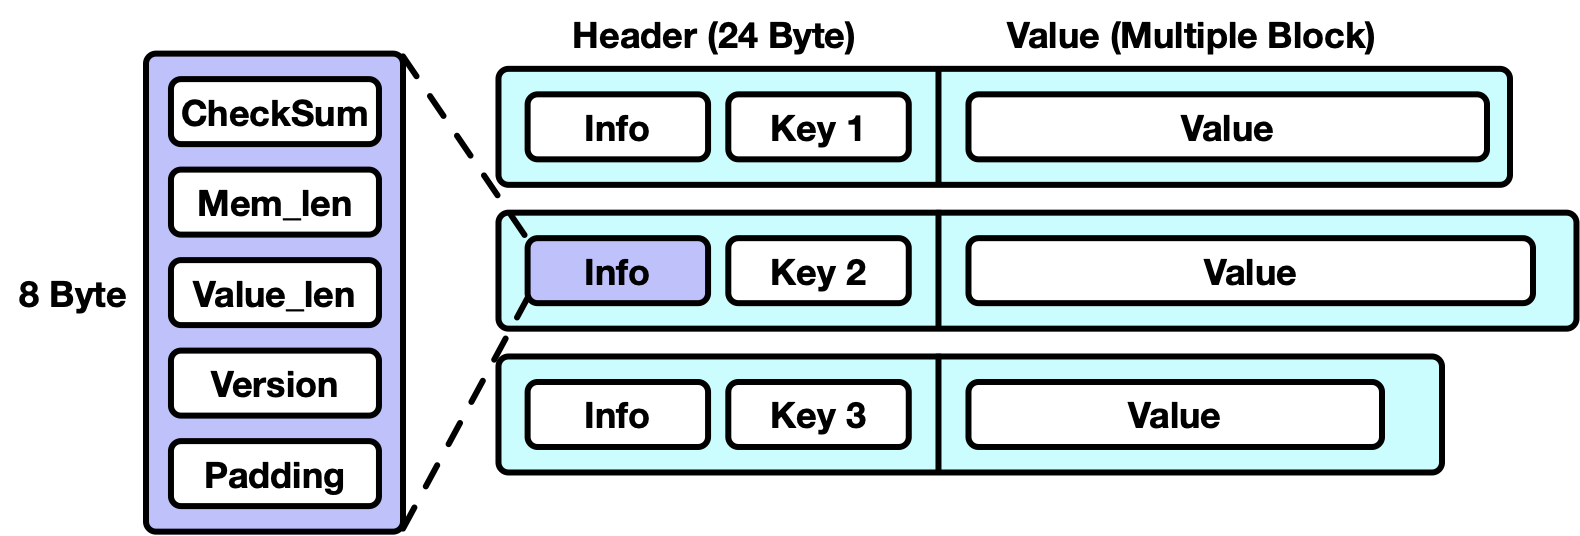 Header (24 Byte)
Value (Multiple Block)
8 Byte
CheckSum
Mem_len
Value_len
Version
Padding
Info
Key 1
Value
Info
Key 2
Value
Info
Key 3
Value